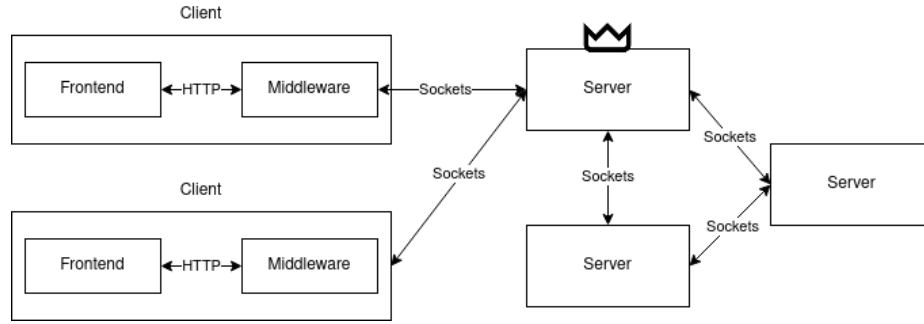 Client
Frontend
HTTP
Middleware
Sockets
Server
Sockets
Sockets
Sockets
Server
Client
Frontend
HTTP
Middleware
Server
Sockets